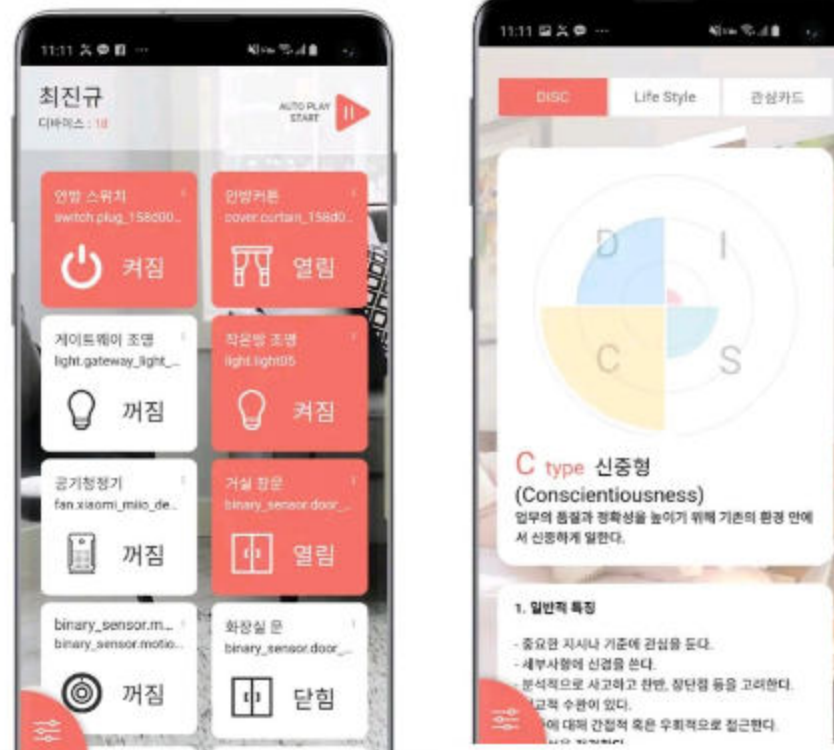 11:11
최진규
디바이스 : 18
AUTO PLAY
START
안방 스위치
switch.plug_158d00...
켜짐
안방커튼
cover.curtain_158d0...
열림
게이트웨이 조명
light.gateway_light_...
꺼짐
작은방 조명
light.light05
켜짐
공기청정기
fan.xiaomi_miio_de...
꺼짐
거실 창문
binary_sensor.door_...
열림
binary_sensor.m...
binary_sensor.motio...
꺼짐
화장실 문
binary_sensor.door_...
닫힘
11:11
DISC
Life Style
관심카드
D
I
C
S
C type 신중형
(Conscientiousness)
업무의 품질과 정확성을 높이기 위해 기존의 환경 안에
서 신중하게 일한다.
1. 일반적 특징
- 중요한 지시나 기준에 관심을 둔다.
- 세부사항에 신경을 쓴다.
분석적으로 사고하고 찬반, 장단점 등을 고려한다.
교적 수완이 있다.
에 대해 간접적 혹은 우회적으로 접근한다.